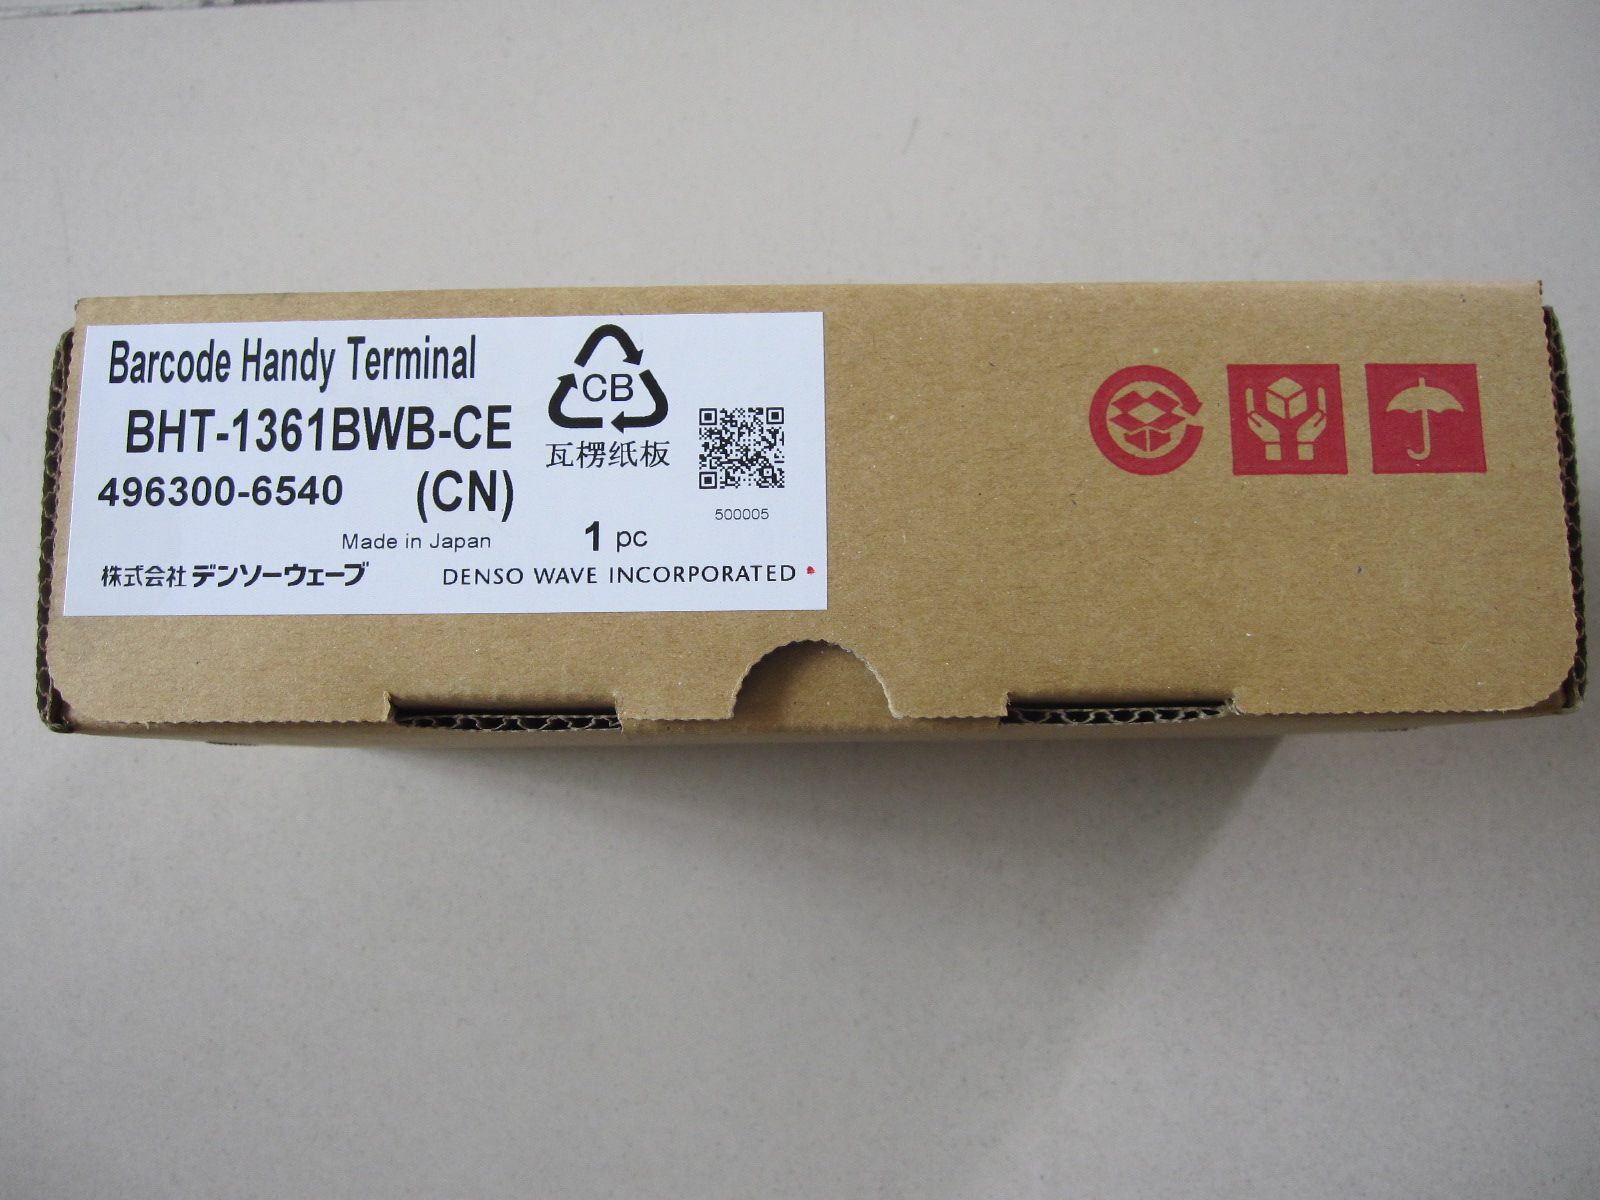 Barcode Handy Terminal
BHT-1361BWB-CE
496300-6540 (CN)
CB
瓦楞纸板
500005
Made in Japan
1 pc
株式会社デンソーウェーブ
DENSO WAVE INCORPORATED